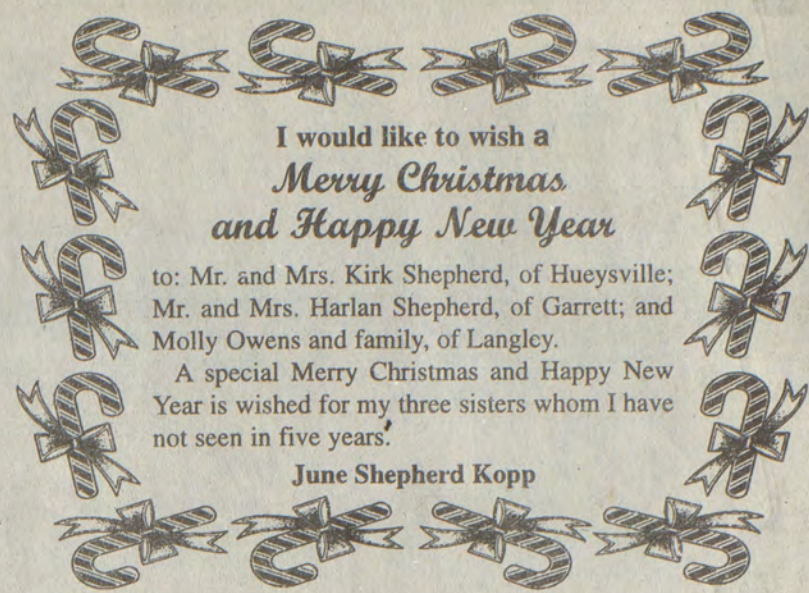 I would like to wish a
Merry Christmas
and Happy New Year
to: Mr. and Mrs. Kirk Shepherd, of Hueysville;
Mr. and Mrs. Harlan Shepherd, of Garrett; and
Molly Owens and family, of Langley.
A special Merry Christmas and Happy New
Year is wished for my three sisters whom I have
not seen in five years.
June Shepherd Kopp